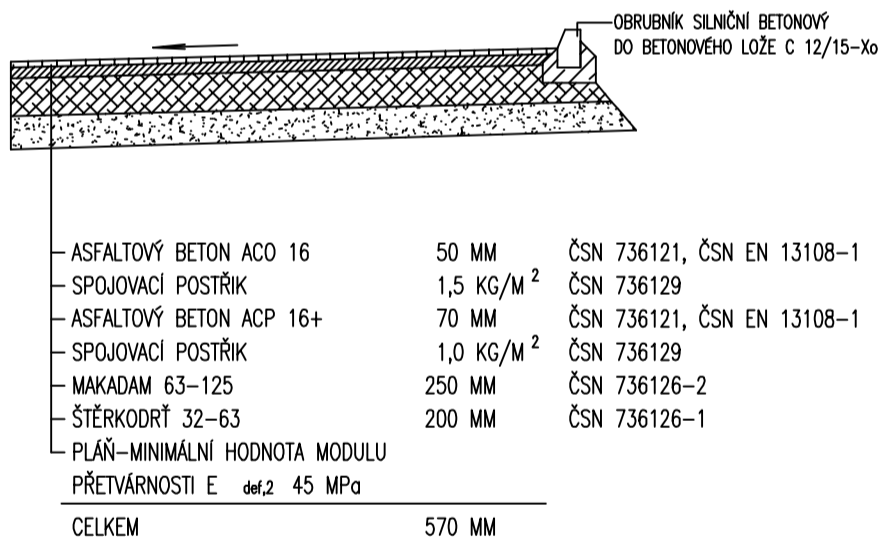 OBRUBNÍK SILNIČNÍ BETONOVÝ
DO BETONOVÉHO LOŽE C 12/15-Xo
ASFALTOVÝ BETON ACO 16 50 MM ČSN 736121, ČSN EN 13108-1
SPOJOVACÍ POSTŘIK 1,5 KG/M² ČSN 736129
ASFALTOVÝ BETON ACP 16+ 70 MM ČSN 736121, ČSN EN 13108-1
SPOJOVACÍ POSTŘIK 1,0 KG/M² ČSN 736129
MAKADAM 63-125 250 MM ČSN 736126-2
ŠTĚRKODRŤ 32-63 200 MM ČSN 736126-1
PLÁŇ-MINIMÁLNÍ HODNOTA MODULU
PŘETVÁRNOSTI E def,2 45 MPa
CELKEM 570 MM